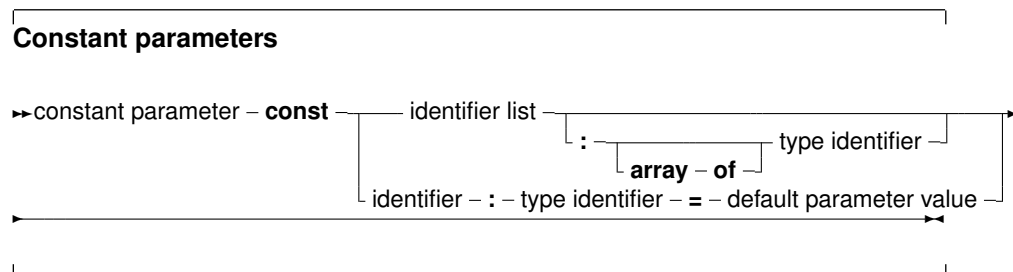 Constant parameters
constant parameter – const – identifier list
: – type identifier
array – of
identifier – : – type identifier – = – default parameter value